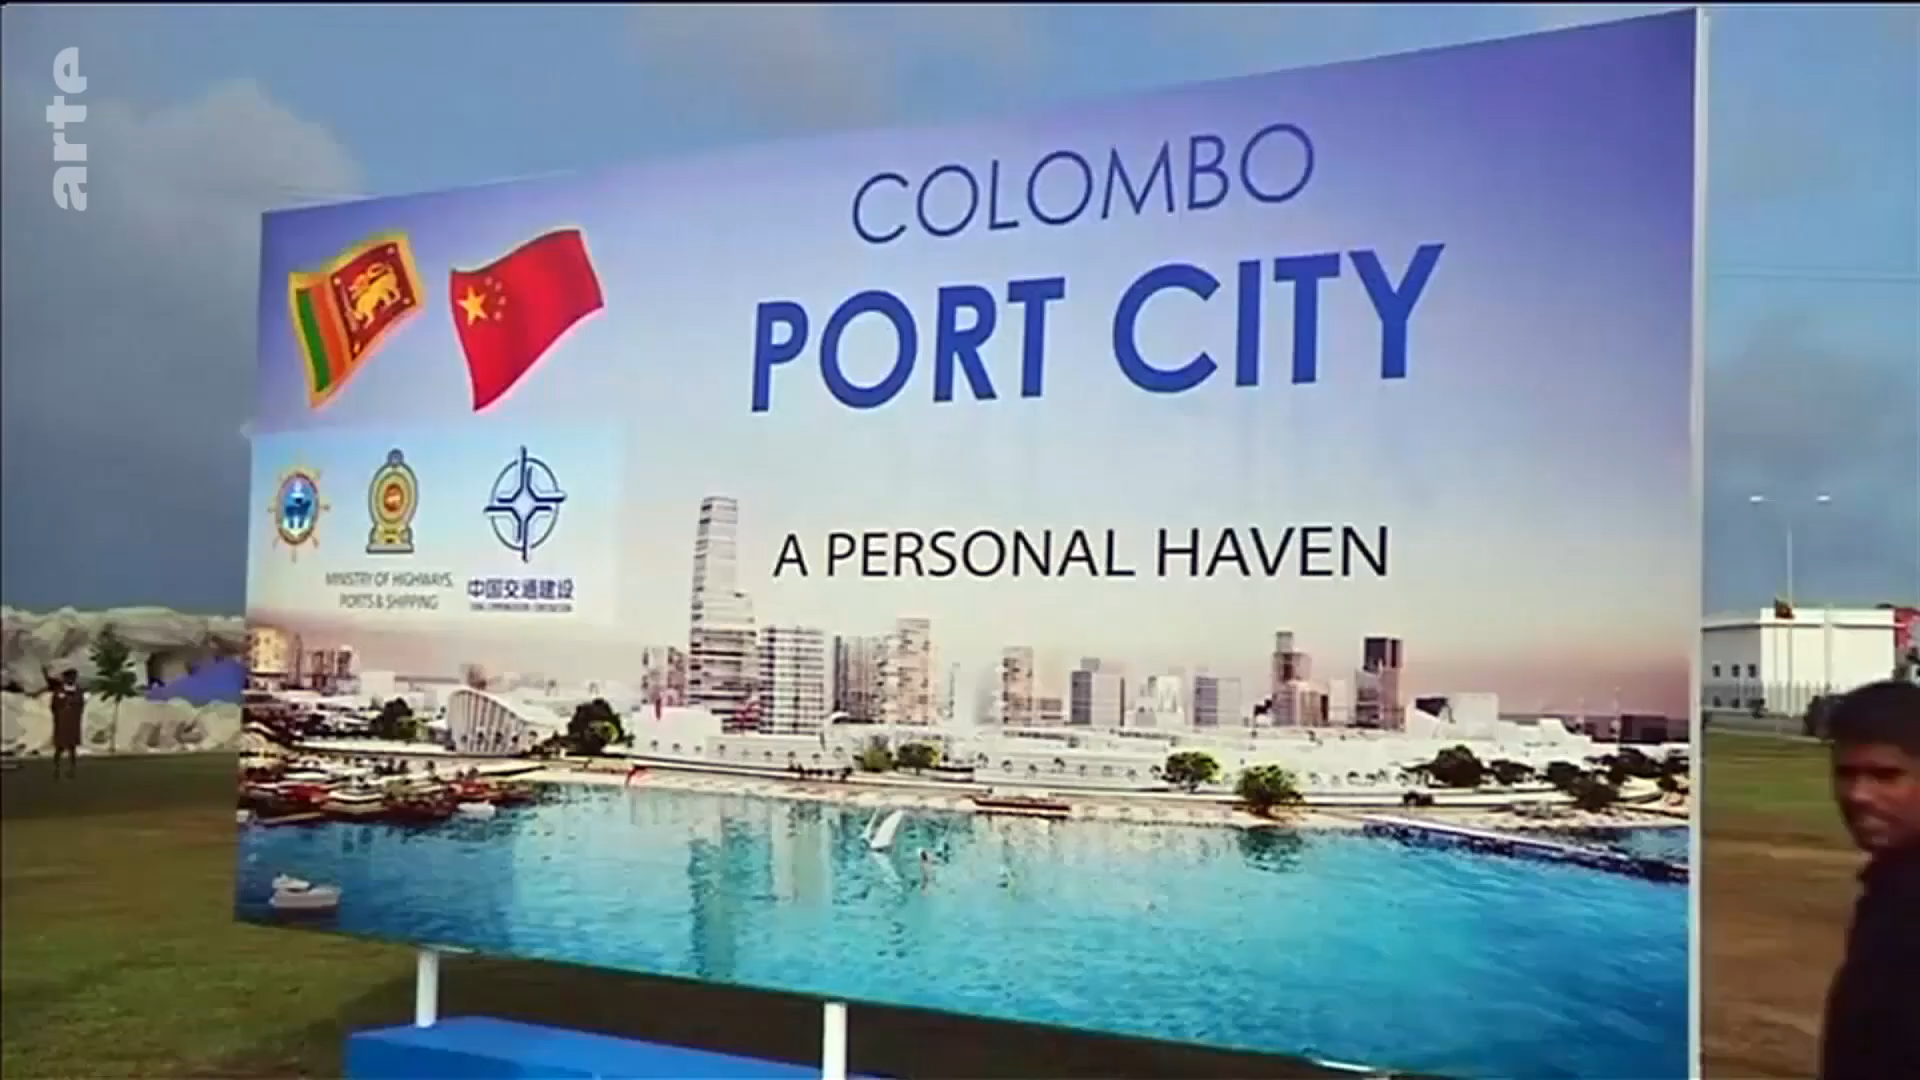 arte
COLOMBO
PORT CITY
A PERSONAL HAVEN
MINISTRY OF HIGHWAYS,
PORTS & SHIPPING
中国交通建设